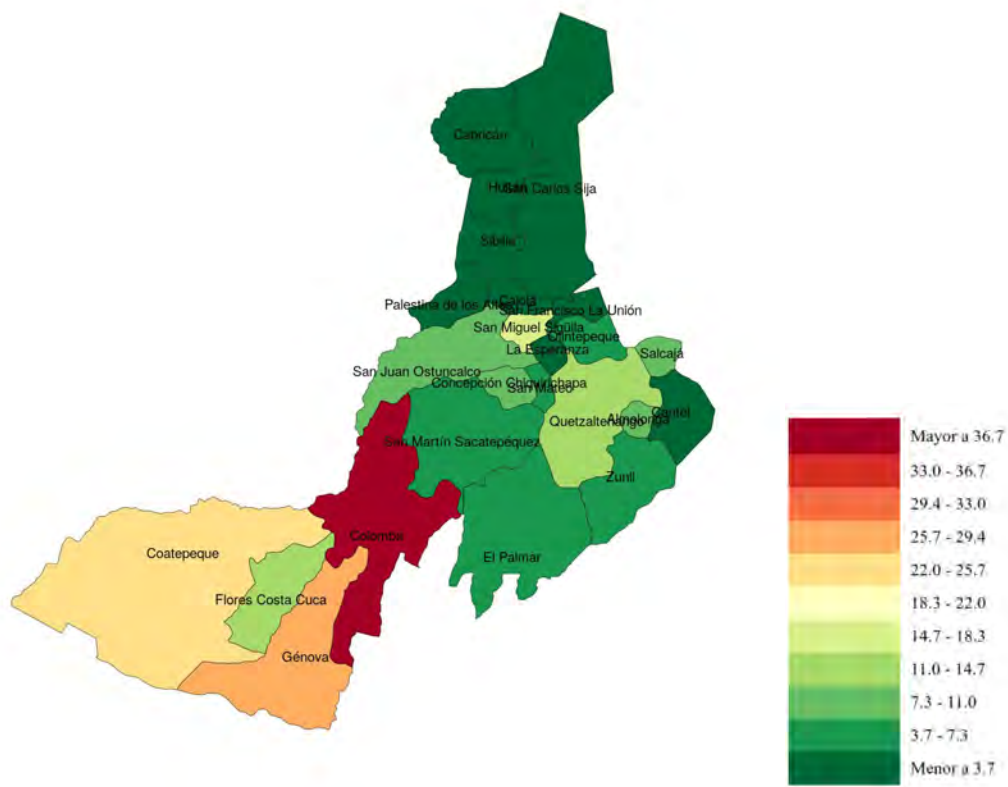 Cabricán
Huitán
San Carlos Sija
Sibilia
Cajolá
Palestina de los Altos
San Francisco La Unión
San Miguel Sigüila
Olintepeque
La Esperanza
Salcajá
San Juan Ostuncalco
Concepción Chiquirichapa
San Mateo
Quetzaltenango
Almolonga
Cantel
San Martín Sacatepéquez
Zunil
Colomba
Coatepeque
El Palmar
Flores Costa Cuca
Génova
Mayor a 36.7
33.0 - 36.7
29.4 - 33.0
25.7 - 29.4
22.0 - 25.7
18.3 - 22.0
14.7 - 18.3
11.0 - 14.7
7.3 - 11.0
3.7 - 7.3
Menor a 3.7